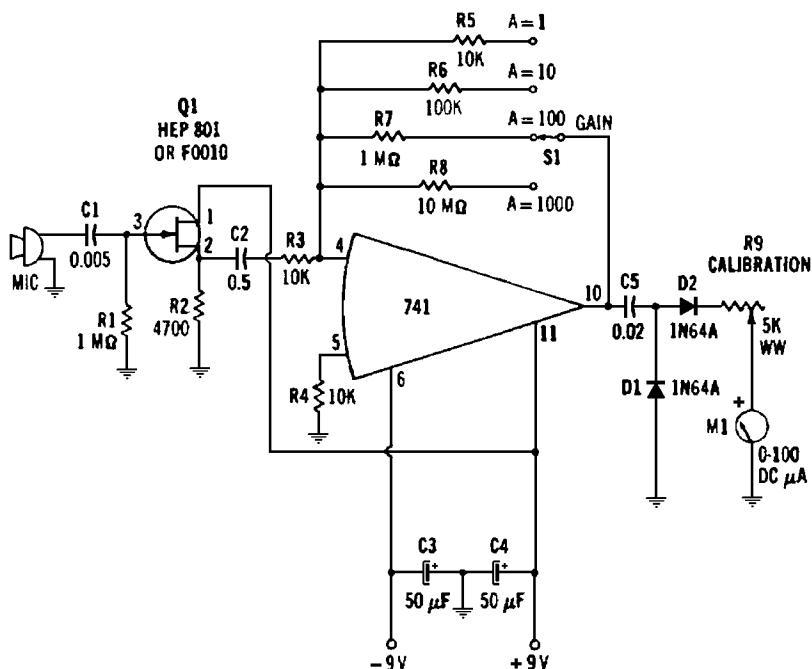 R5
10K
A=1
R6
100K
A=10
R7
1 MΩ
A=100
GAIN
S1
R8
10 MΩ
A=1000
Q1
HEP 801
OR F0010
MIC
C1
0.005
3
1
2
R1
1 MΩ
R2
4700
C2
0.5
R3
10K
4
741
5
6
10
11
R4
10K
C5
0.02
D2
1N64A
D1
1N64A
R9
CALIBRATION
5K
WW
+
M1
0-100
DC μA
C3
+
50 μF
C4
+
50 μF
-9V
+9V